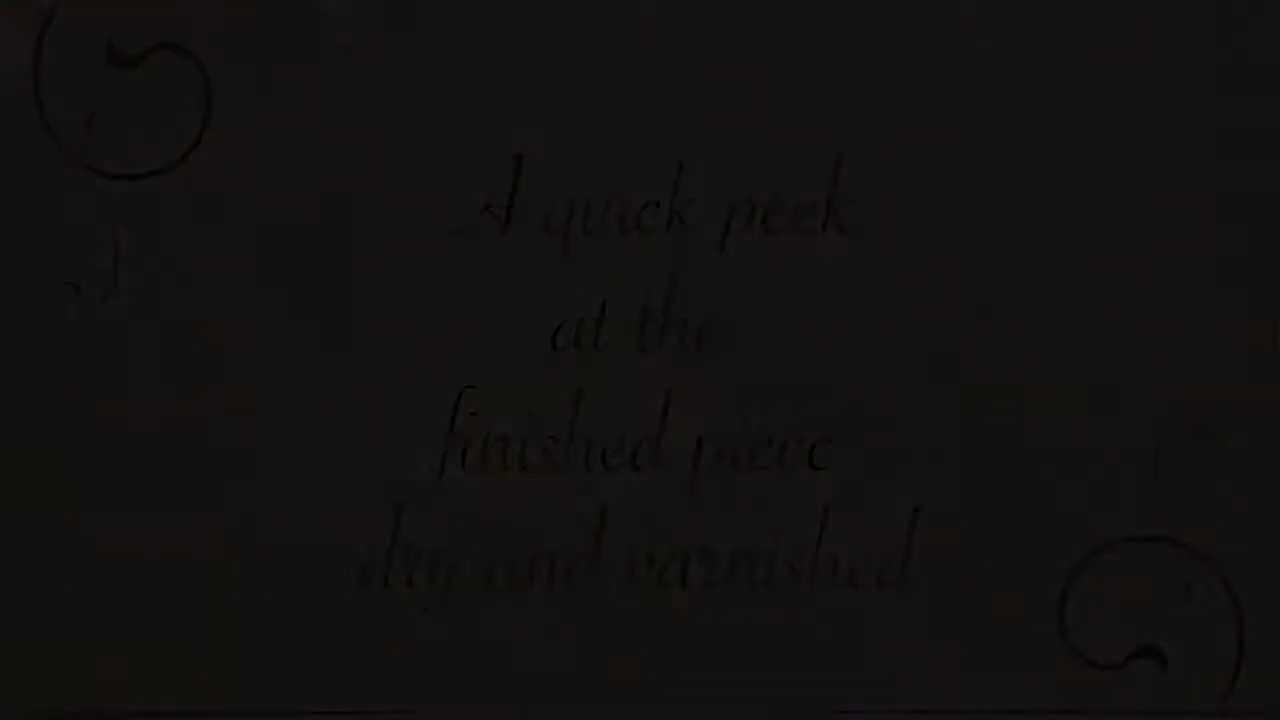 A quick peek
at the
finished piece
dry and varnished